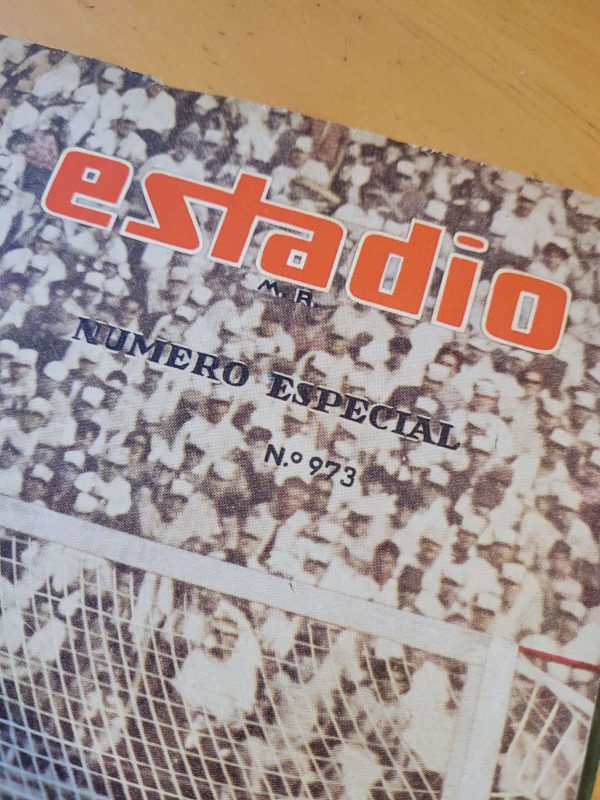 estadio
M. R.
NUMERO ESPECIAL
N.º 973